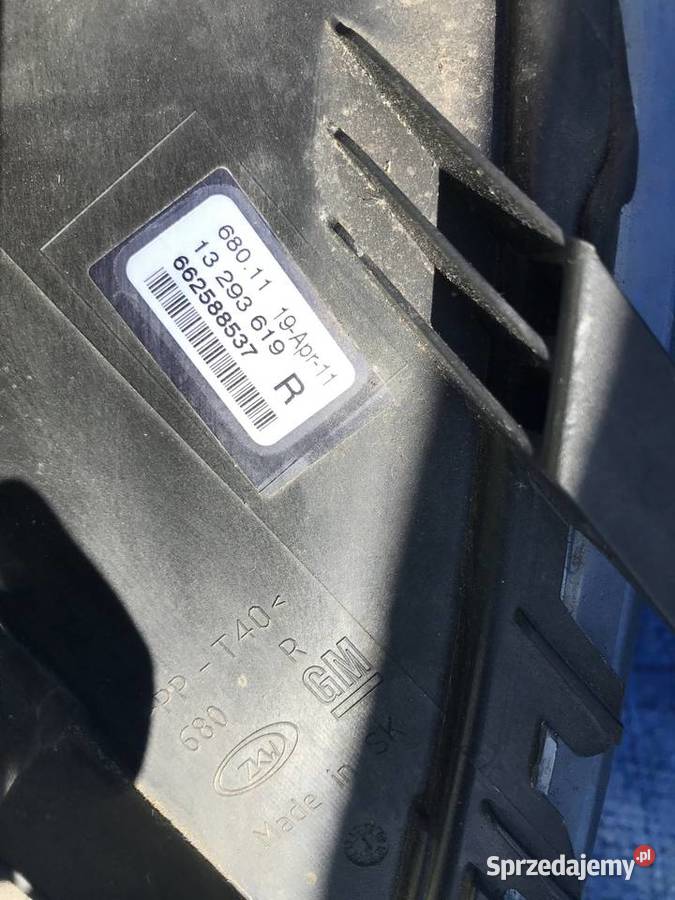 680.11 19-Apr-11
13 293 619
662588537 R
>PP-T40<
680 R
ZKW GM
Made in SK
Sprzedajemy.pl